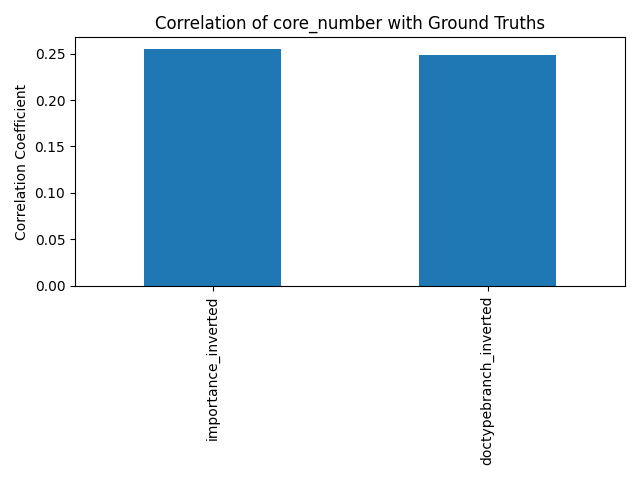 Correlation of core_number with Ground Truths
Correlation Coefficient
0.25
0.20
0.15
0.10
0.05
0.00
importance_inverted
doctypebranch_inverted